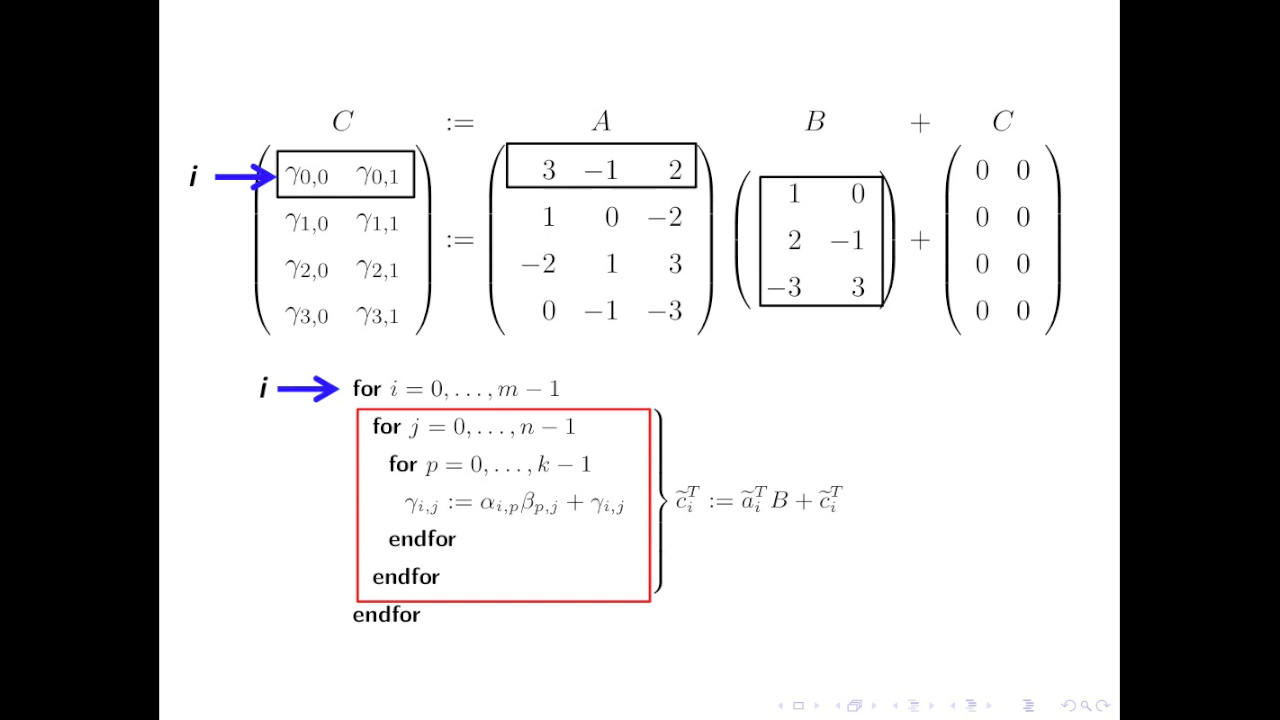 C := A B + C
i γ0,0 γ0,1 3 −1 2 0 0
γ1,0 γ1,1 := 1 0 −2 1 0 + 0 0
γ2,0 γ2,1 −2 1 3 2 −1 0 0
γ3,0 γ3,1 0 −1 −3 −3 3 0 0
i for i = 0, . . . , m − 1
for j = 0, . . . , n − 1
for p = 0, . . . , k − 1
γi,j := αi,pβp,j + γi,j
c̃iT := ãiT B + c̃iT
endfor
endfor
endfor